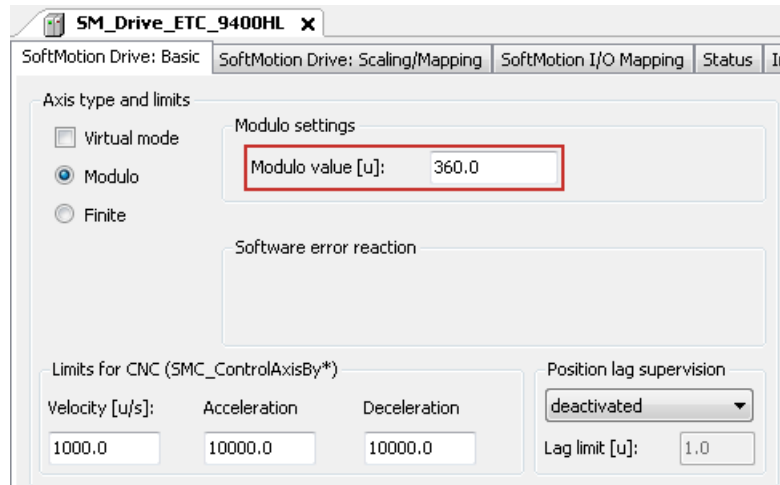 SM_Drive_ETC_9400HL x
SoftMotion Drive: Basic SoftMotion Drive: Scaling/Mapping SoftMotion I/O Mapping Status
Axis type and limits
Virtual mode
Modulo
Finite
Modulo settings
Modulo value [u]: 360.0
Software error reaction
Limits for CNC (SMC_ControlAxisBy*)
Velocity [u/s]: Acceleration Deceleration
1000.0 10000.0 10000.0
Position lag supervision
deactivated
Lag limit [u]: 1.0